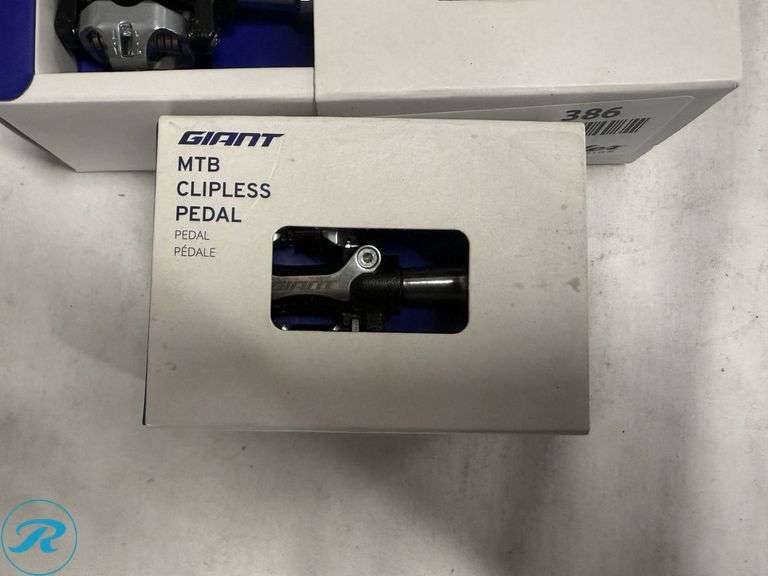 386
GIANT
MTB
CLIPLESS
PEDAL
PEDAL
PÉDALE
GIANT
R